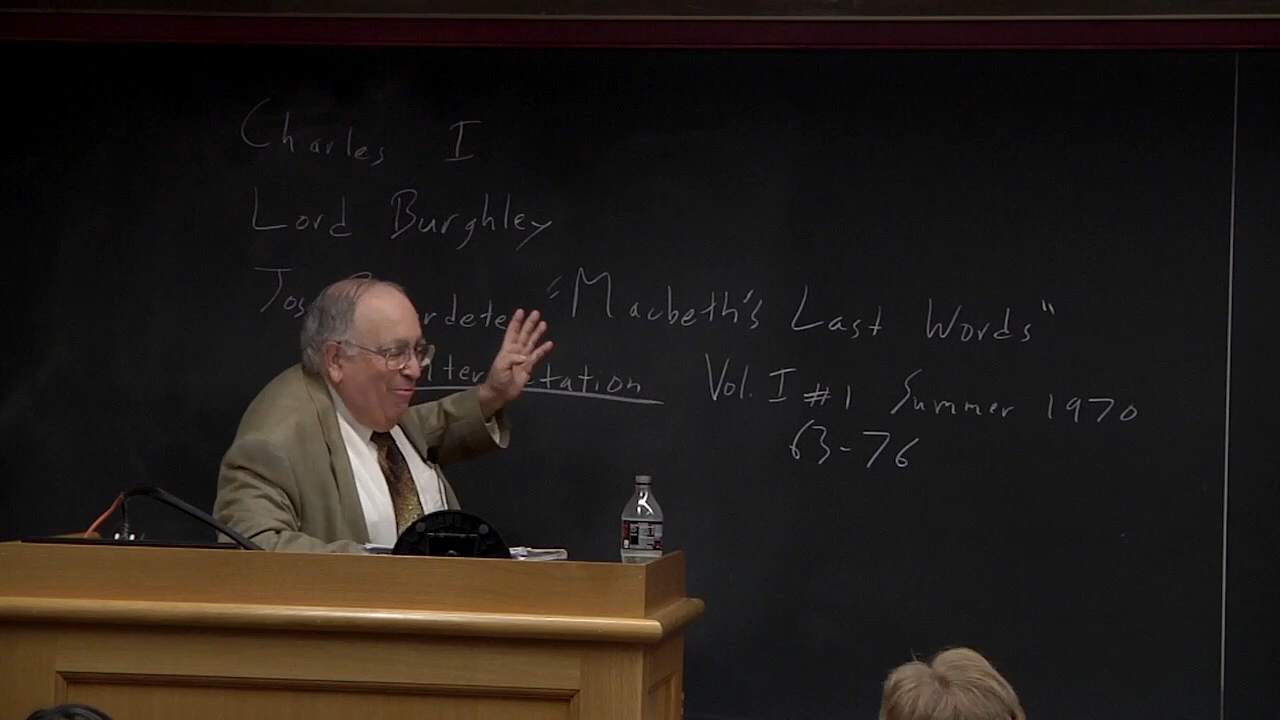 Charles I
Lord Burghley
"Macbeth's Last Words"
Vol. I #1 Summer 1970
63-76